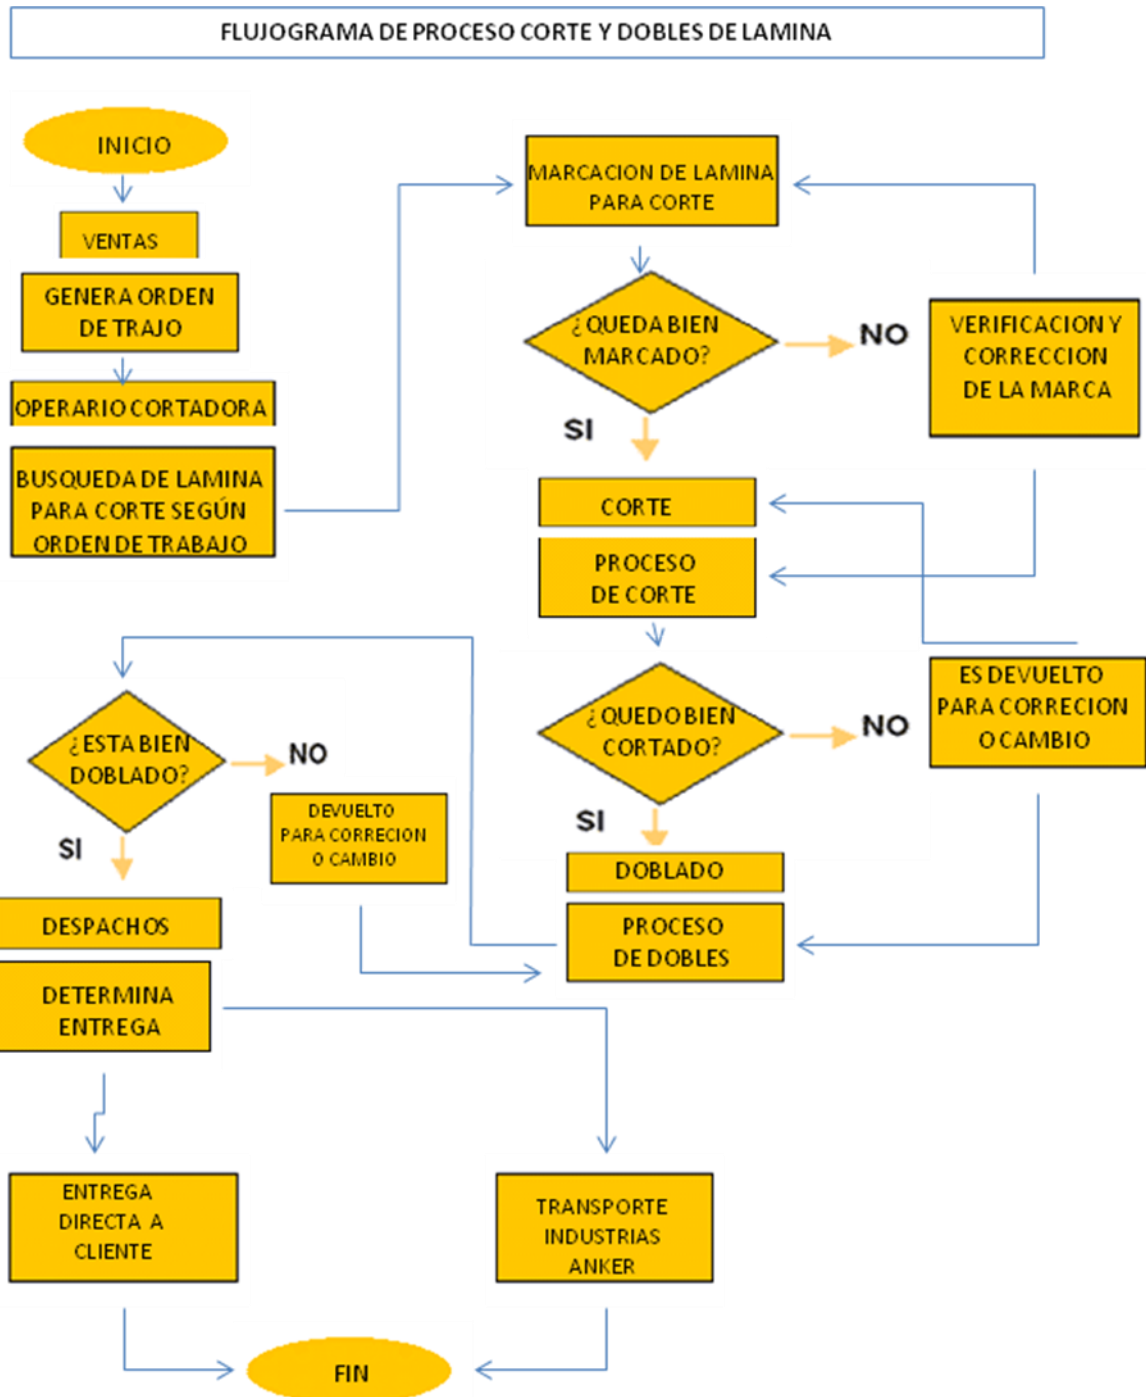 FLUJOGRAMA DE PROCESO CORTE Y DOBLES DE LAMINA
INICIO
VENTAS
GENERA ORDEN
DE TRAJO
OPERARIO CORTADORA
BUSQUEDA DE LAMINA
PARA CORTE SEGÚN
ORDEN DE TRABAJO
MARCACION DE LAMINA
PARA CORTE
¿QUEDA BIEN
MARCADO?
NO
VERIFICACION Y
CORRECCION
DE LA MARCA
SI
CORTE
PROCESO
DE CORTE
¿QUEDO BIEN
CORTADO?
NO
ES DEVUELTO
PARA CORRECION
O CAMBIO
SI
DOBLADO
PROCESO
DE DOBLES
¿ESTA BIEN
DOBLADO?
NO
DEVUELTO
PARA CORRECION
O CAMBIO
SI
DESPACHOS
DETERMINA
ENTREGA
ENTREGA
DIRECTA A
CLIENTE
TRANSPORTE
INDUSTRIAS
ANKER
FIN